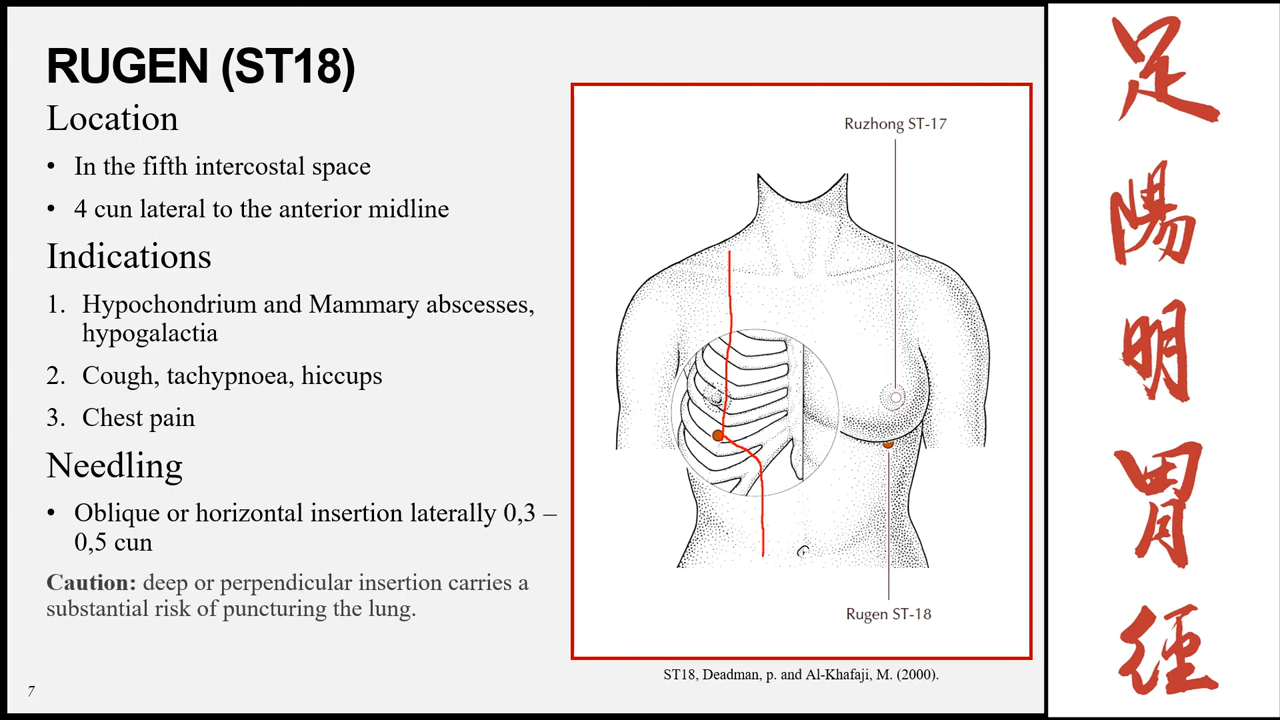 RUGEN (ST18)
Location
• In the fifth intercostal space
• 4 cun lateral to the anterior midline
Indications
1. Hypochondrium and Mammary abscesses,
hypogalactia
2. Cough, tachypnoea, hiccups
3. Chest pain
Needling
• Oblique or horizontal insertion laterally 0,3 –
0,5 cun
Caution: deep or perpendicular insertion carries a
substantial risk of puncturing the lung.
7
Ruzhong ST-17
Rugen ST-18
ST18, Deadman, p. and Al-Khafaji, M. (2000).
足
陽
明
胃
徑